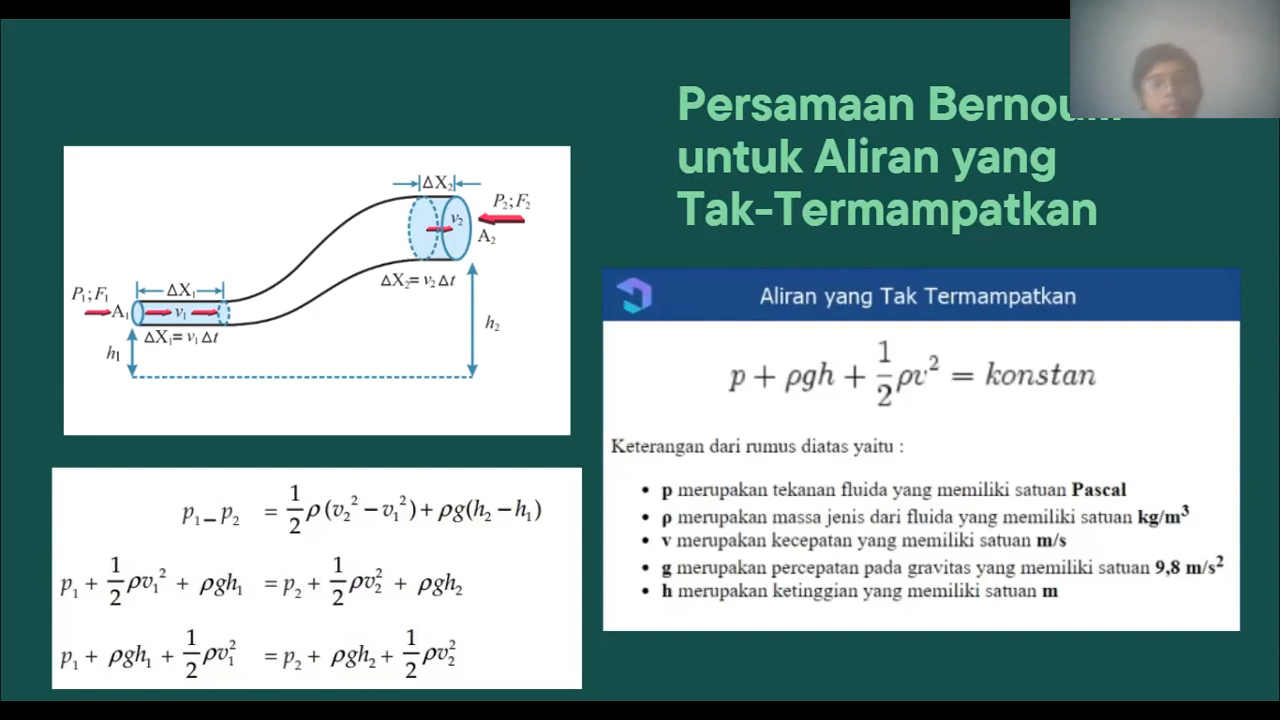 Persamaan
untuk Aliran yang
Tak-Termampatkan
ΔX₂
P₂; F₂
v₂
A₂
ΔX₂ = v₂ Δt
h₂
P₁; F₁
ΔX₁
A₁
v₁
ΔX₁ = v₁ Δt
h₁
p₁ – p₂ = 1/2 ρ (v₂² – v₁²) + ρg(h₂ – h₁)
p₁ + 1/2 ρv₁² + ρgh₁ = p₂ + 1/2 ρv₂² + ρgh₂
p₁ + ρgh₁ + 1/2 ρv₁² = p₂ + ρgh₂ + 1/2 ρv₂²
Aliran yang Tak Termampatkan
p + ρgh + 1/2 ρv² = konstan
Keterangan dari rumus diatas yaitu :
• p merupakan tekanan fluida yang memiliki satuan Pascal
• ρ merupakan massa jenis dari fluida yang memiliki satuan kg/m³
• v merupakan kecepatan yang memiliki satuan m/s
• g merupakan percepatan pada gravitas yang memiliki satuan 9,8 m/s²
• h merupakan ketinggian yang memiliki satuan m